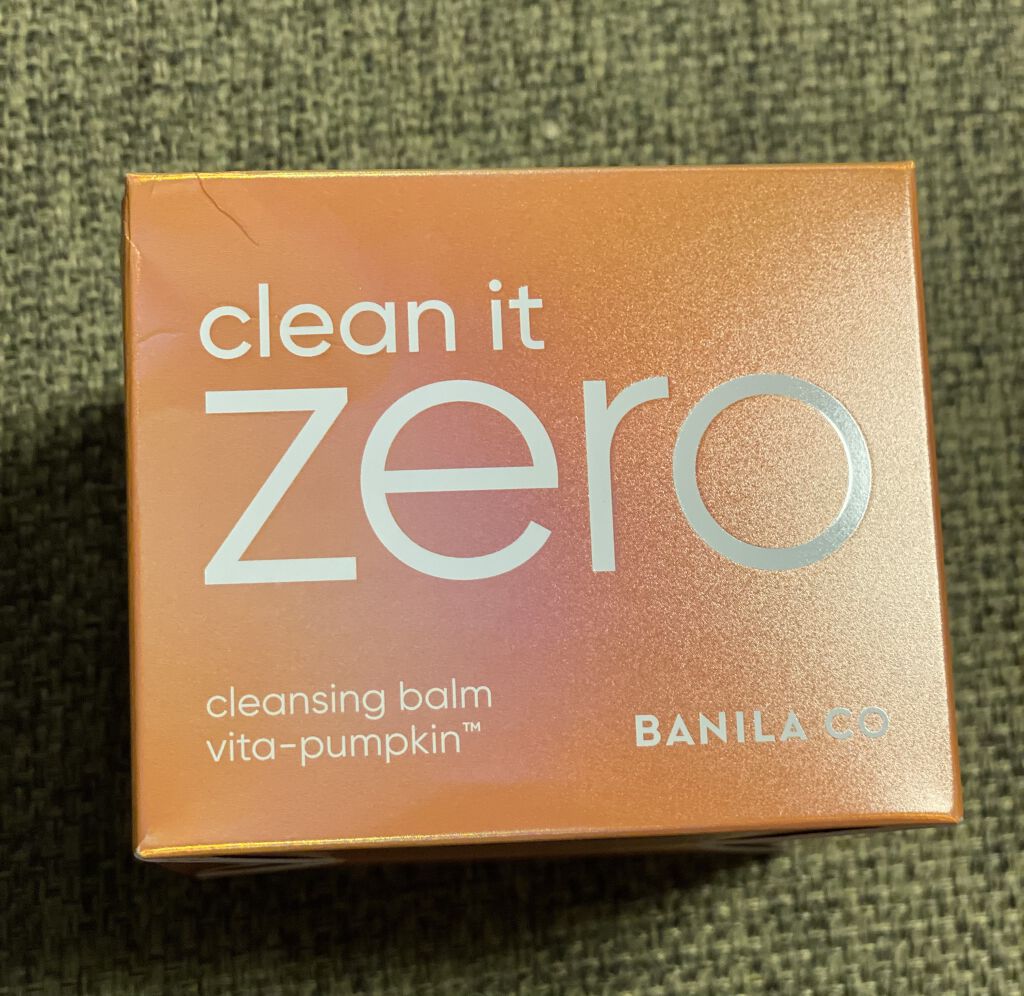 clean it
zero
cleansing balm
vita-pumpkin™
BANILA CO